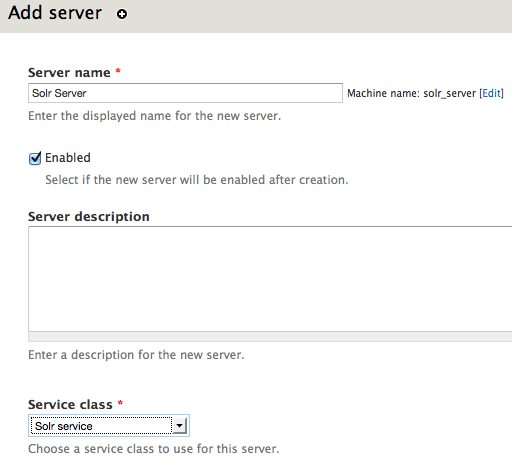 Add server
Server name *
Solr Server Machine name: solr_server [Edit]
Enter the displayed name for the new server.
Enabled
Select if the new server will be enabled after creation.
Server description
Enter a description for the new server.
Service class *
Solr service
Choose a service class to use for this server.